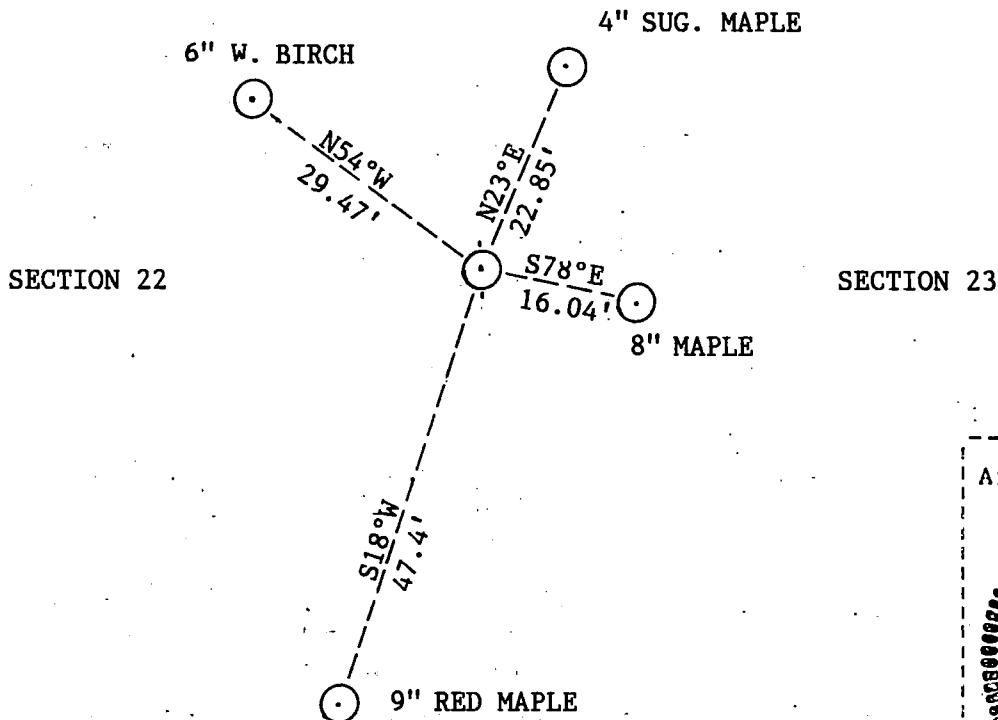 4" SUG. MAPLE
6" W. BIRCH
N54°W
29.47'
N23°E
22.85'
SECTION 22
S78°E
16.04'
SECTION 23
8" MAPLE
S18°W
47.4'
9" RED MAPLE